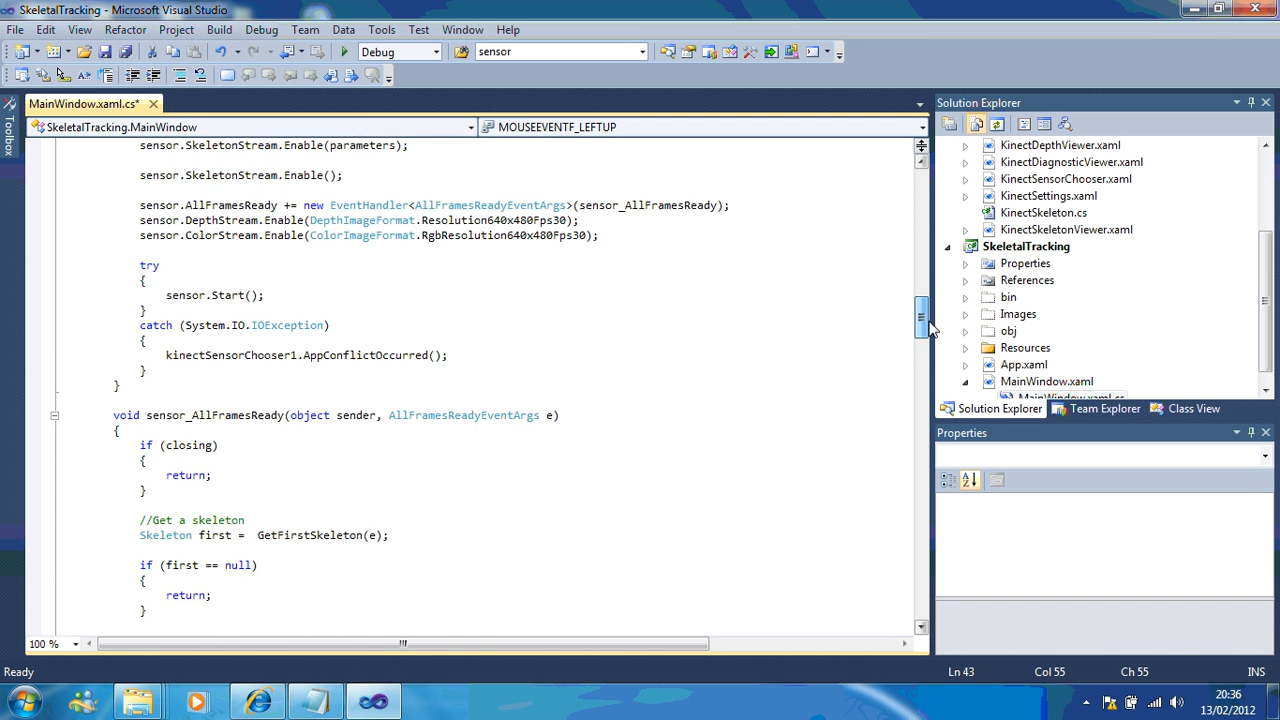 SkeletalTracking - Microsoft Visual Studio
File Edit View Refactor Project Build Debug Team Data Tools Test Window Help
Debug sensor
Toolbox
MainWindow.xaml.cs*
SkeletalTracking.MainWindow MOUSEEVENTF_LEFTUP
sensor.SkeletonStream.Enable(parameters);
sensor.SkeletonStream.Enable();
sensor.AllFramesReady += new EventHandler<AllFramesReadyEventArgs>(sensor_AllFramesReady);
sensor.DepthStream.Enable(DepthImageFormat.Resolution640x480Fps30);
sensor.ColorStream.Enable(ColorImageFormat.RgbResolution640x480Fps30);
try
{
sensor.Start();
}
catch (System.IO.IOException)
{
kinectSensorChooser1.AppConflictOccurred();
}
}
void sensor_AllFramesReady(object sender, AllFramesReadyEventArgs e)
{
if (closing)
{
return;
}
//Get a skeleton
Skeleton first =  GetFirstSkeleton(e);
if (first == null)
{
return;
}
100 %
Solution Explorer
KinectDepthViewer.xaml
KinectDiagnosticViewer.xaml
KinectSensorChooser.xaml
KinectSettings.xaml
KinectSkeleton.cs
KinectSkeletonViewer.xaml
SkeletalTracking
Properties
References
bin
Images
obj
Resources
App.xaml
MainWindow.xaml
MainWindow.xaml.cs
Solution Explorer Team Explorer Class View
Properties
Ready Ln 43 Col 55 Ch 55 INS
20:36
13/02/2012